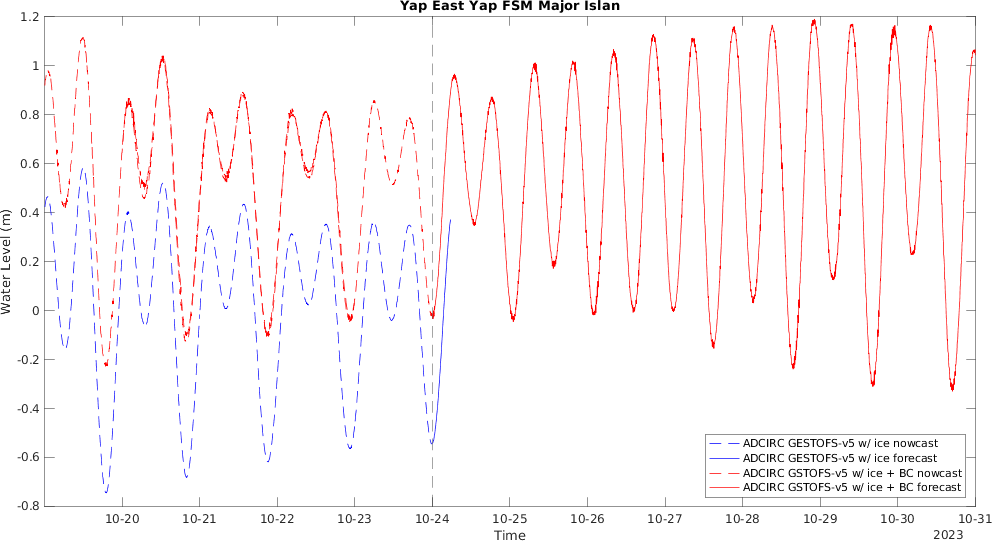 Yap East Yap FSM Major Islan
1.2
1
0.8
0.6
0.4
0.2
0
-0.2
-0.4
-0.6
-0.8
Water Level (m)
ADCIRC GESTOFS-v5 w/ ice nowcast
ADCIRC GESTOFS-v5 w/ ice forecast
ADCIRC GSTOFS-v5 w/ ice + BC nowcast
ADCIRC GSTOFS-v5 w/ ice + BC forecast
10-20 10-21 10-22 10-23 10-24 10-25 10-26 10-27 10-28 10-29 10-30 10-31
Time
2023